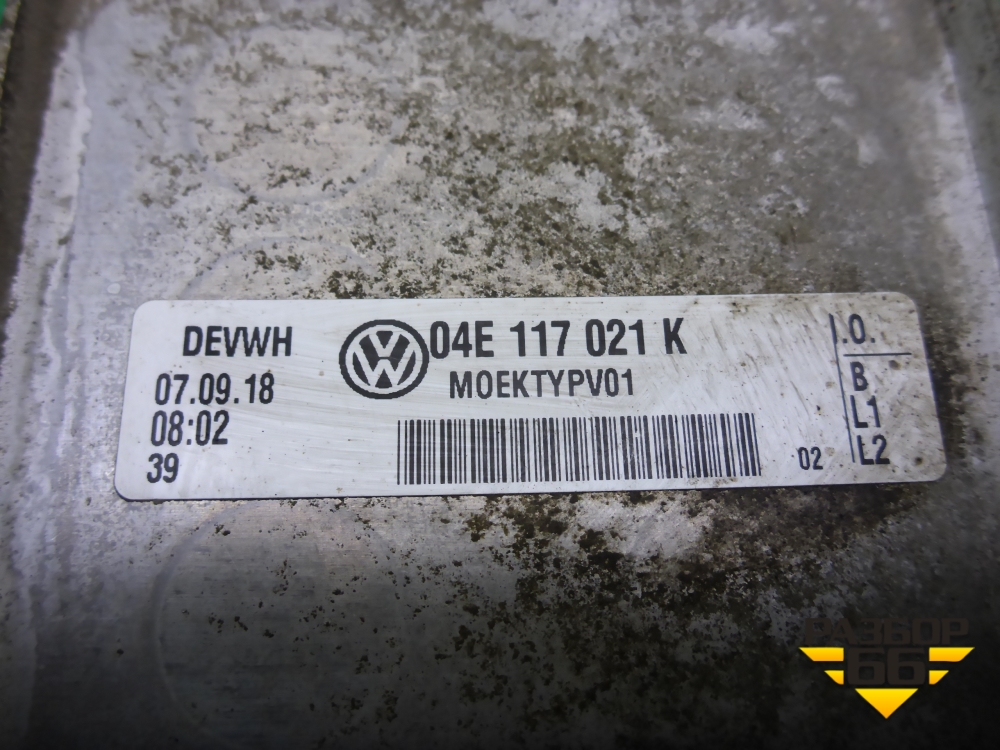 DEVWH
07.09.18
08:02
39
04E 117 021 K
MOEKTYPV01
02
I.O.
B
L1
L2
РАЗБОР
66